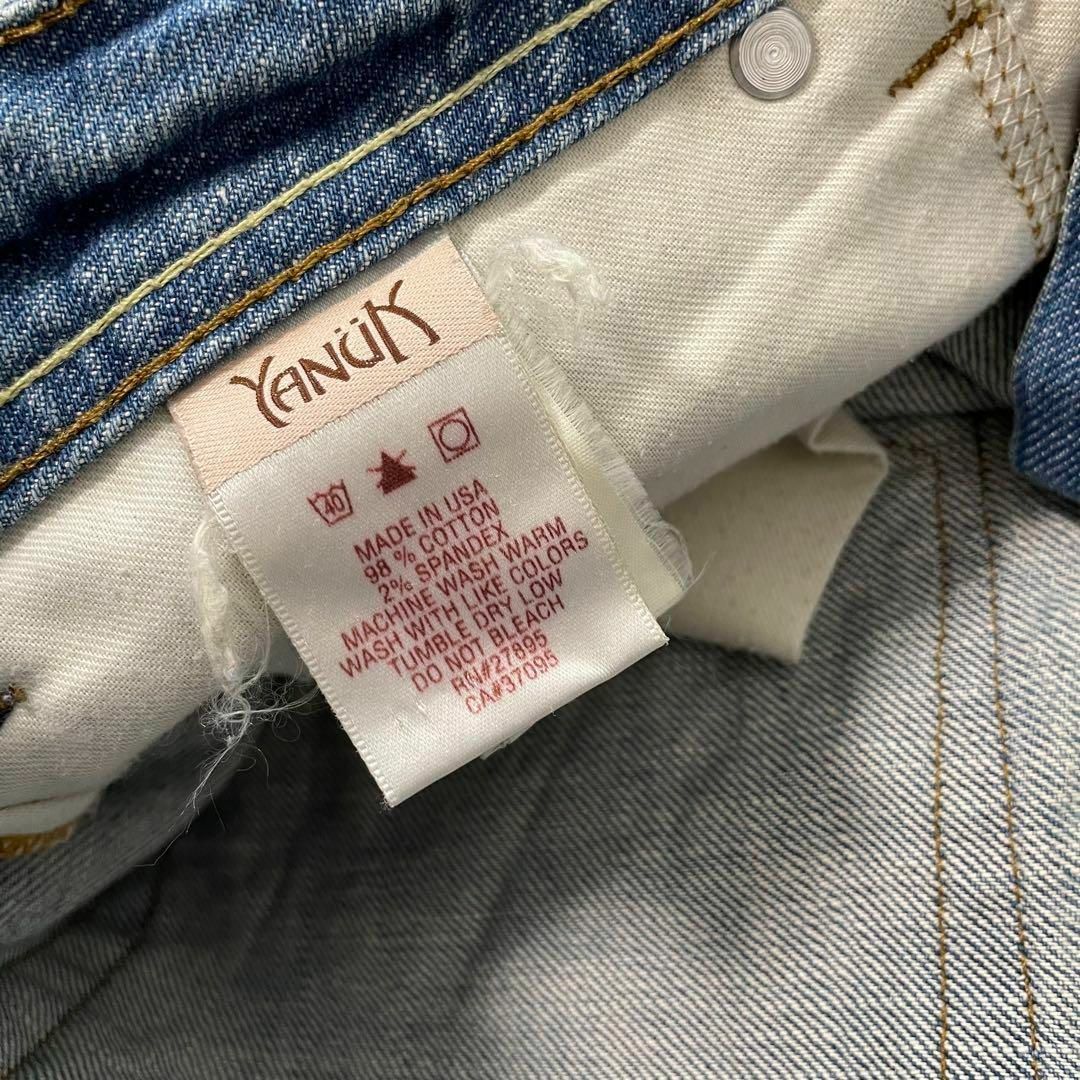 YANÜK
40
MADE IN USA
98% COTTON
2% SPANDEX
MACHINE WASH WARM
WASH WITH LIKE COLORS
TUMBLE DRY LOW
DO NOT BLEACH
RN#27895
CA#37095